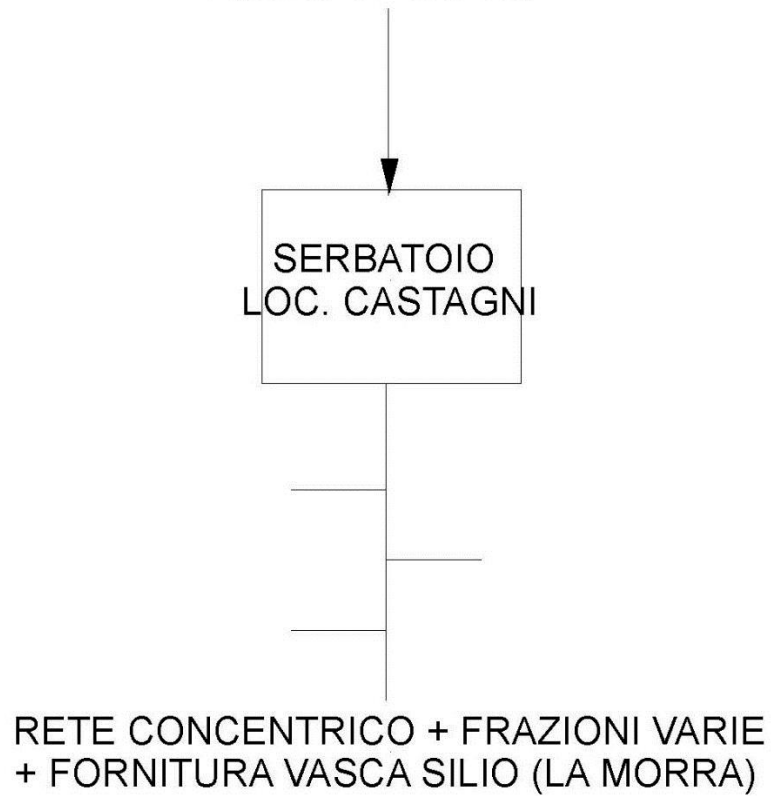 SERBATOIO
LOC. CASTAGNI
RETE CONCENTRICO + FRAZIONI VARIE
+ FORNITURA VASCA SILIO (LA MORRA)